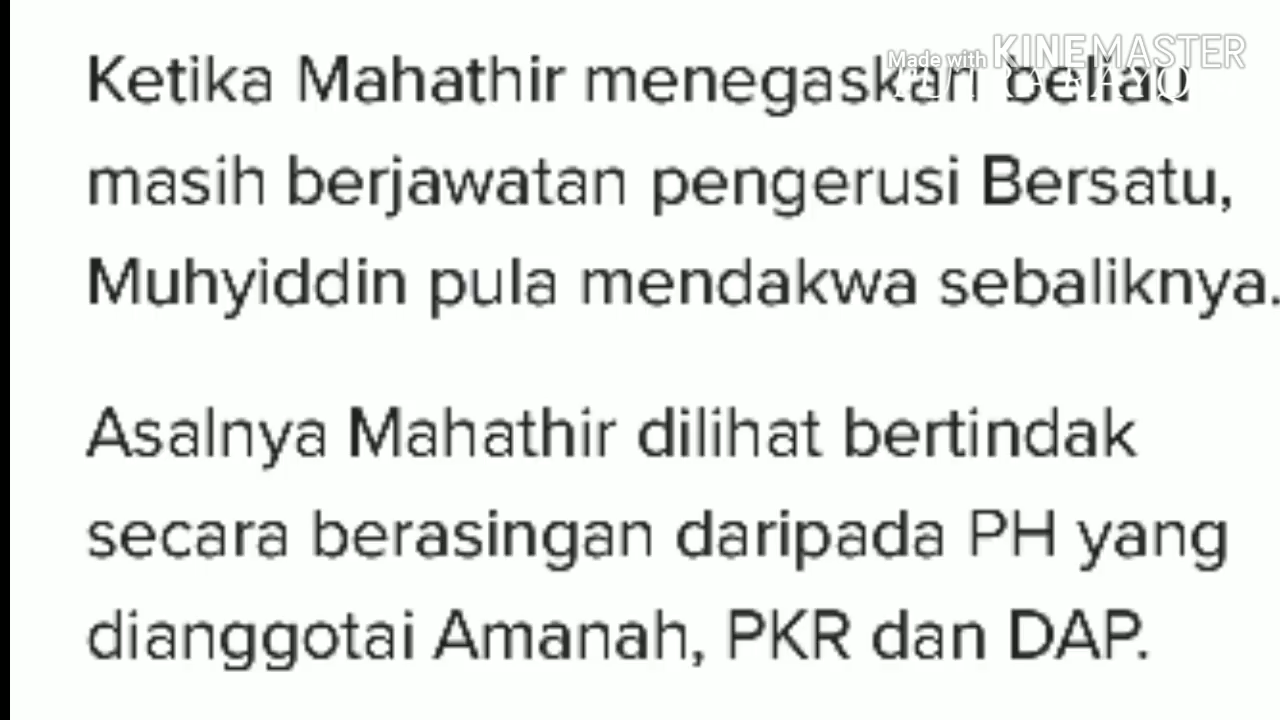 Made with KINEMASTER
Ketika Mahathir menegaskan beliau
masih berjawatan pengerusi Bersatu,
Muhyiddin pula mendakwa sebaliknya.
Asalnya Mahathir dilihat bertindak
secara berasingan daripada PH yang
dianggotai Amanah, PKR dan DAP.